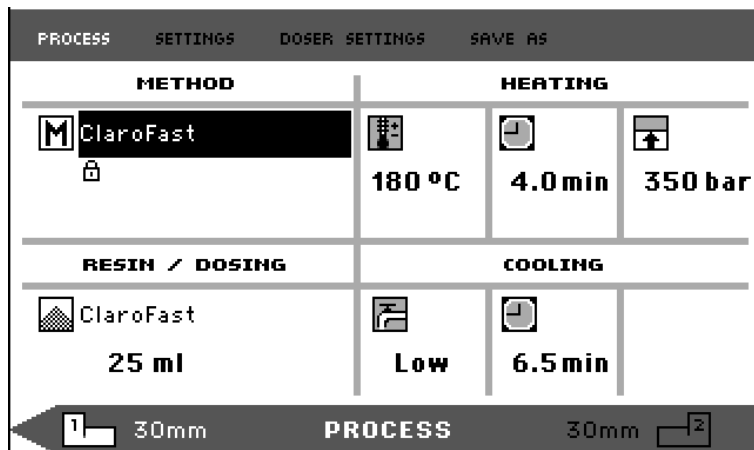 PROCESS SETTINGS DOSER SETTINGS SAVE AS
METHOD
M ClaroFast
HEATING
180 ºC 4.0 min 350 bar
RESIN / DOSING
ClaroFast
25 ml
COOLING
Low 6.5 min
1 30mm PROCESS 30mm 2